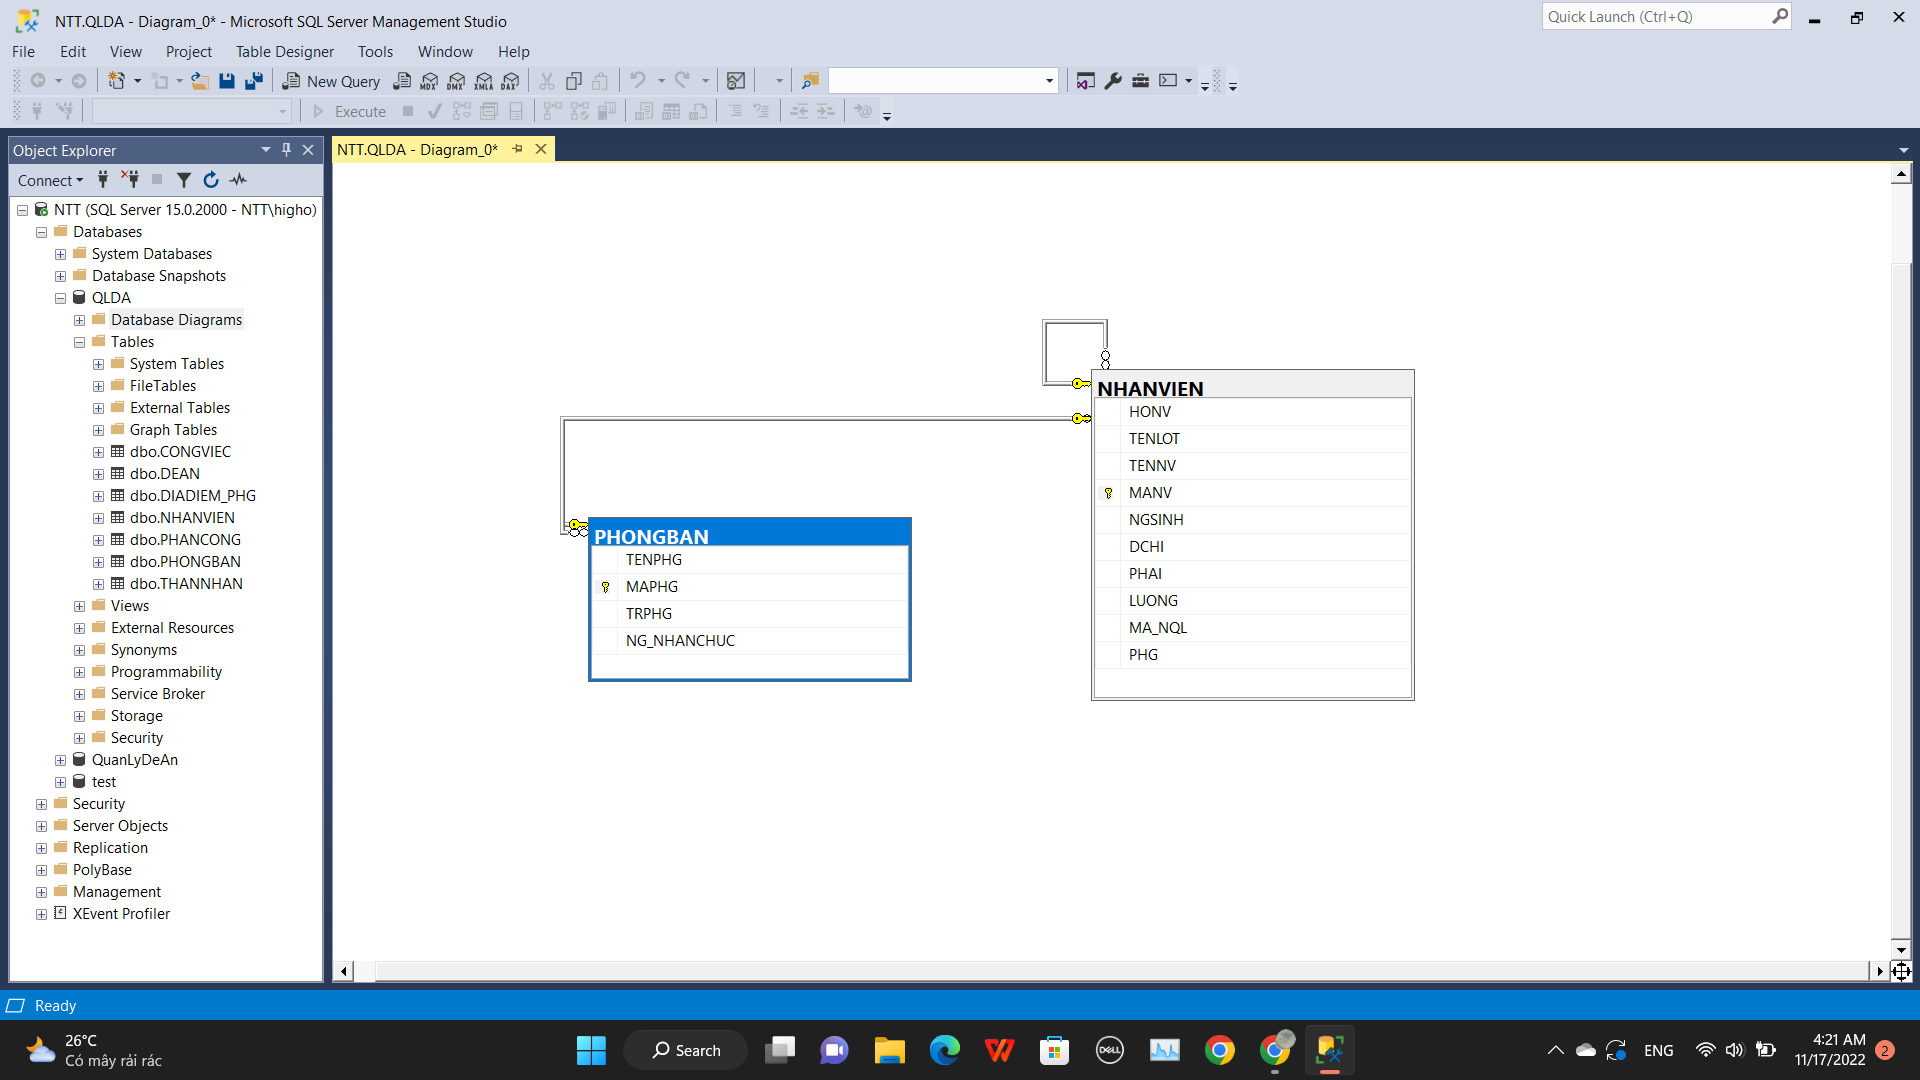 NTT.QLDA - Diagram_0* - Microsoft SQL Server Management Studio
Quick Launch (Ctrl+Q)
File Edit View Project Table Designer Tools Window Help
New Query MDX DMX XMLA DAX
Execute
Object Explorer
NTT.QLDA - Diagram_0*
Connect
NTT (SQL Server 15.0.2000 - NTT\higho)
Databases
System Databases
Database Snapshots
QLDA
Database Diagrams
Tables
System Tables
FileTables
External Tables
Graph Tables
dbo.CONGVIEC
dbo.DEAN
dbo.DIADIEM_PHG
dbo.NHANVIEN
dbo.PHANCONG
dbo.PHONGBAN
dbo.THANNHAN
Views
External Resources
Synonyms
Programmability
Service Broker
Storage
Security
QuanLyDeAn
test
Security
Server Objects
Replication
PolyBase
Management
XEvent Profiler
PHONGBAN
TENPHG
MAPHG
TRPHG
NG_NHANCHUC
NHANVIEN
HONV
TENLOT
TENNV
MANV
NGSINH
DCHI
PHAI
LUONG
MA_NQL
PHG
Ready
26°C
Có mây rải rác
Search
DELL
ENG
4:21 AM
11/17/2022
2